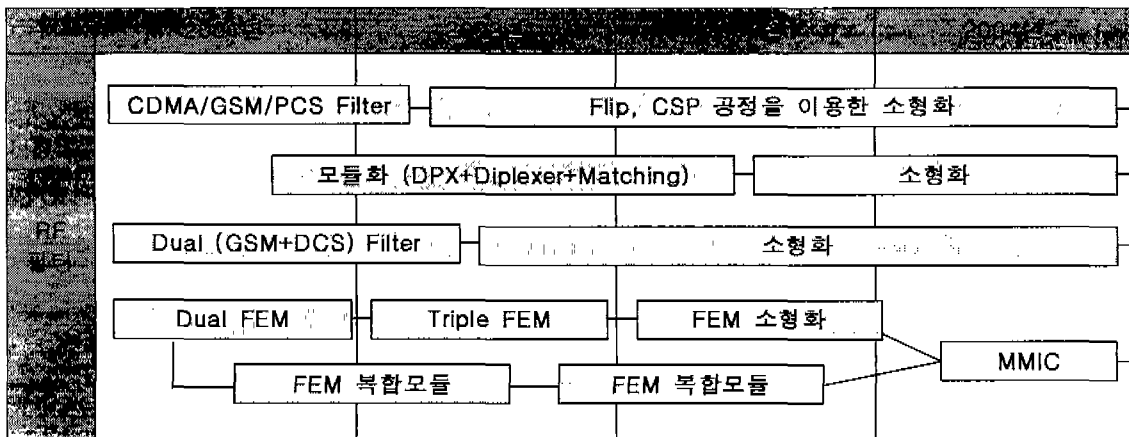 CDMA/GSM/PCS Filter
Flip, CSP 공정을 이용한 소형화
모듈화 (DPX+Diplexer+Matching)
소형화
RF
Dual (GSM+DCS) Filter
소형화
Dual FEM
Triple FEM
FEM 소형화
MMIC
FEM 복합모듈
FEM 복합모듈